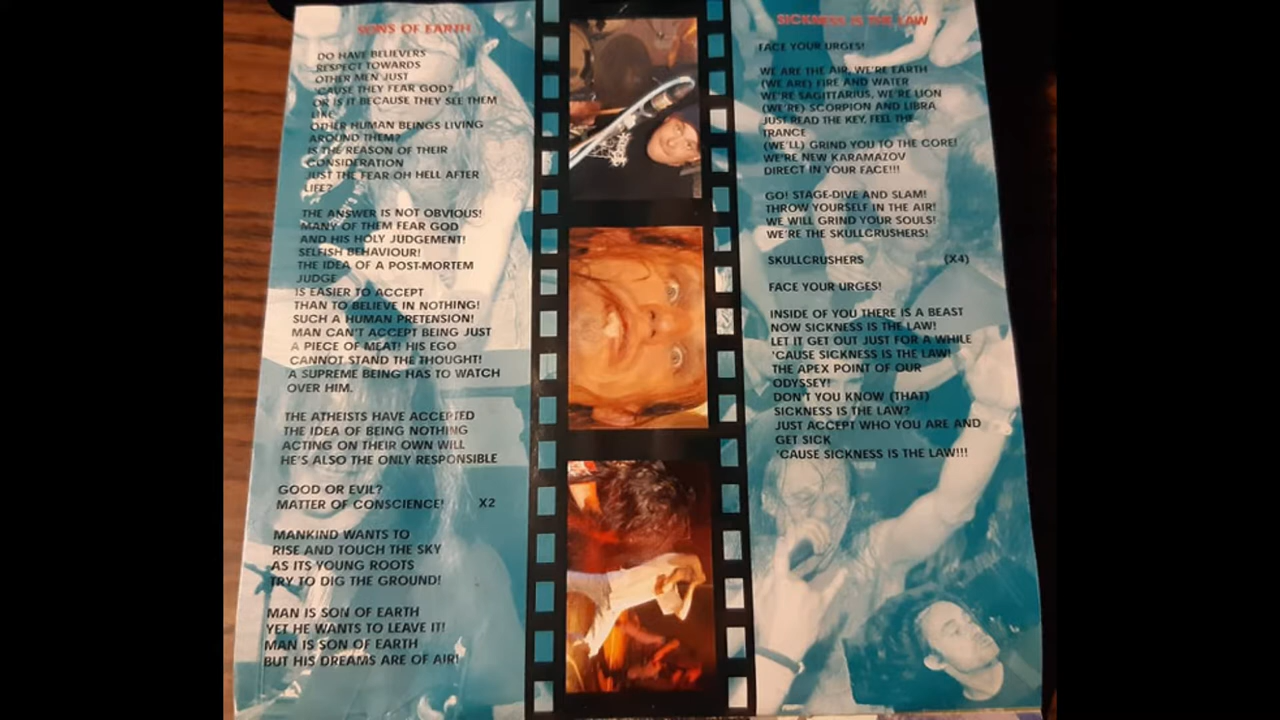 SONS OF EARTH
DO HAVE BELIEVERS
RESPECT TOWARDS
OTHER MEN JUST
'CAUSE THEY FEAR GOD?
OR IS IT BECAUSE THEY SEE THEM
LIKE
OTHER HUMAN BEINGS LIVING
AROUND THEM?
IS THE REASON OF THEIR
CONSIDERATION
JUST THE FEAR OH HELL AFTER
LIFE?
THE ANSWER IS NOT OBVIOUS!
MANY OF THEM FEAR GOD
AND HIS HOLY JUDGEMENT!
SELFISH BEHAVIOUR!
THE IDEA OF A POST-MORTEM
JUDGE
IS EASIER TO ACCEPT
THAN TO BELIEVE IN NOTHING!
SUCH A HUMAN PRETENSION!
MAN CAN'T ACCEPT BEING JUST
A PIECE OF MEAT! HIS EGO
CANNOT STAND THE THOUGHT!
A SUPREME BEING HAS TO WATCH
OVER HIM.
THE ATHEISTS HAVE ACCEPTED
THE IDEA OF BEING NOTHING
ACTING ON THEIR OWN WILL
HE'S ALSO THE ONLY RESPONSIBLE
GOOD OR EVIL?
MATTER OF CONSCIENCE! X2
MANKIND WANTS TO
RISE AND TOUCH THE SKY
AS ITS YOUNG ROOTS
TRY TO DIG THE GROUND!
MAN IS SON OF EARTH
YET HE WANTS TO LEAVE IT!
MAN IS SON OF EARTH
BUT HIS DREAMS ARE OF AIR!
SICKNESS IS THE LAW
FACE YOUR URGES!
WE ARE THE AIR, WE'RE EARTH
(WE ARE) FIRE AND WATER
WE'RE SAGITTARIUS, WE'RE LION
(WE'RE) SCORPION AND LIBRA
JUST READ THE KEY, FEEL THE
TRANCE
(WE'LL) GRIND YOU TO THE CORE!
WE'RE NEW KARAMAZOV
DIRECT IN YOUR FACE!!!
GO! STAGE-DIVE AND SLAM!
THROW YOURSELF IN THE AIR!
WE WILL GRIND YOUR SOULS!
WE'RE THE SKULLCRUSHERS!
SKULLCRUSHERS (X4)
FACE YOUR URGES!
INSIDE OF YOU THERE IS A BEAST
NOW SICKNESS IS THE LAW!
LET IT GET OUT JUST FOR A WHILE
'CAUSE SICKNESS IS THE LAW!
THE APEX POINT OF OUR
ODYSSEY!
DON'T YOU KNOW (THAT)
SICKNESS IS THE LAW?
JUST ACCEPT WHO YOU ARE AND
GET SICK
'CAUSE SICKNESS IS THE LAW!!!